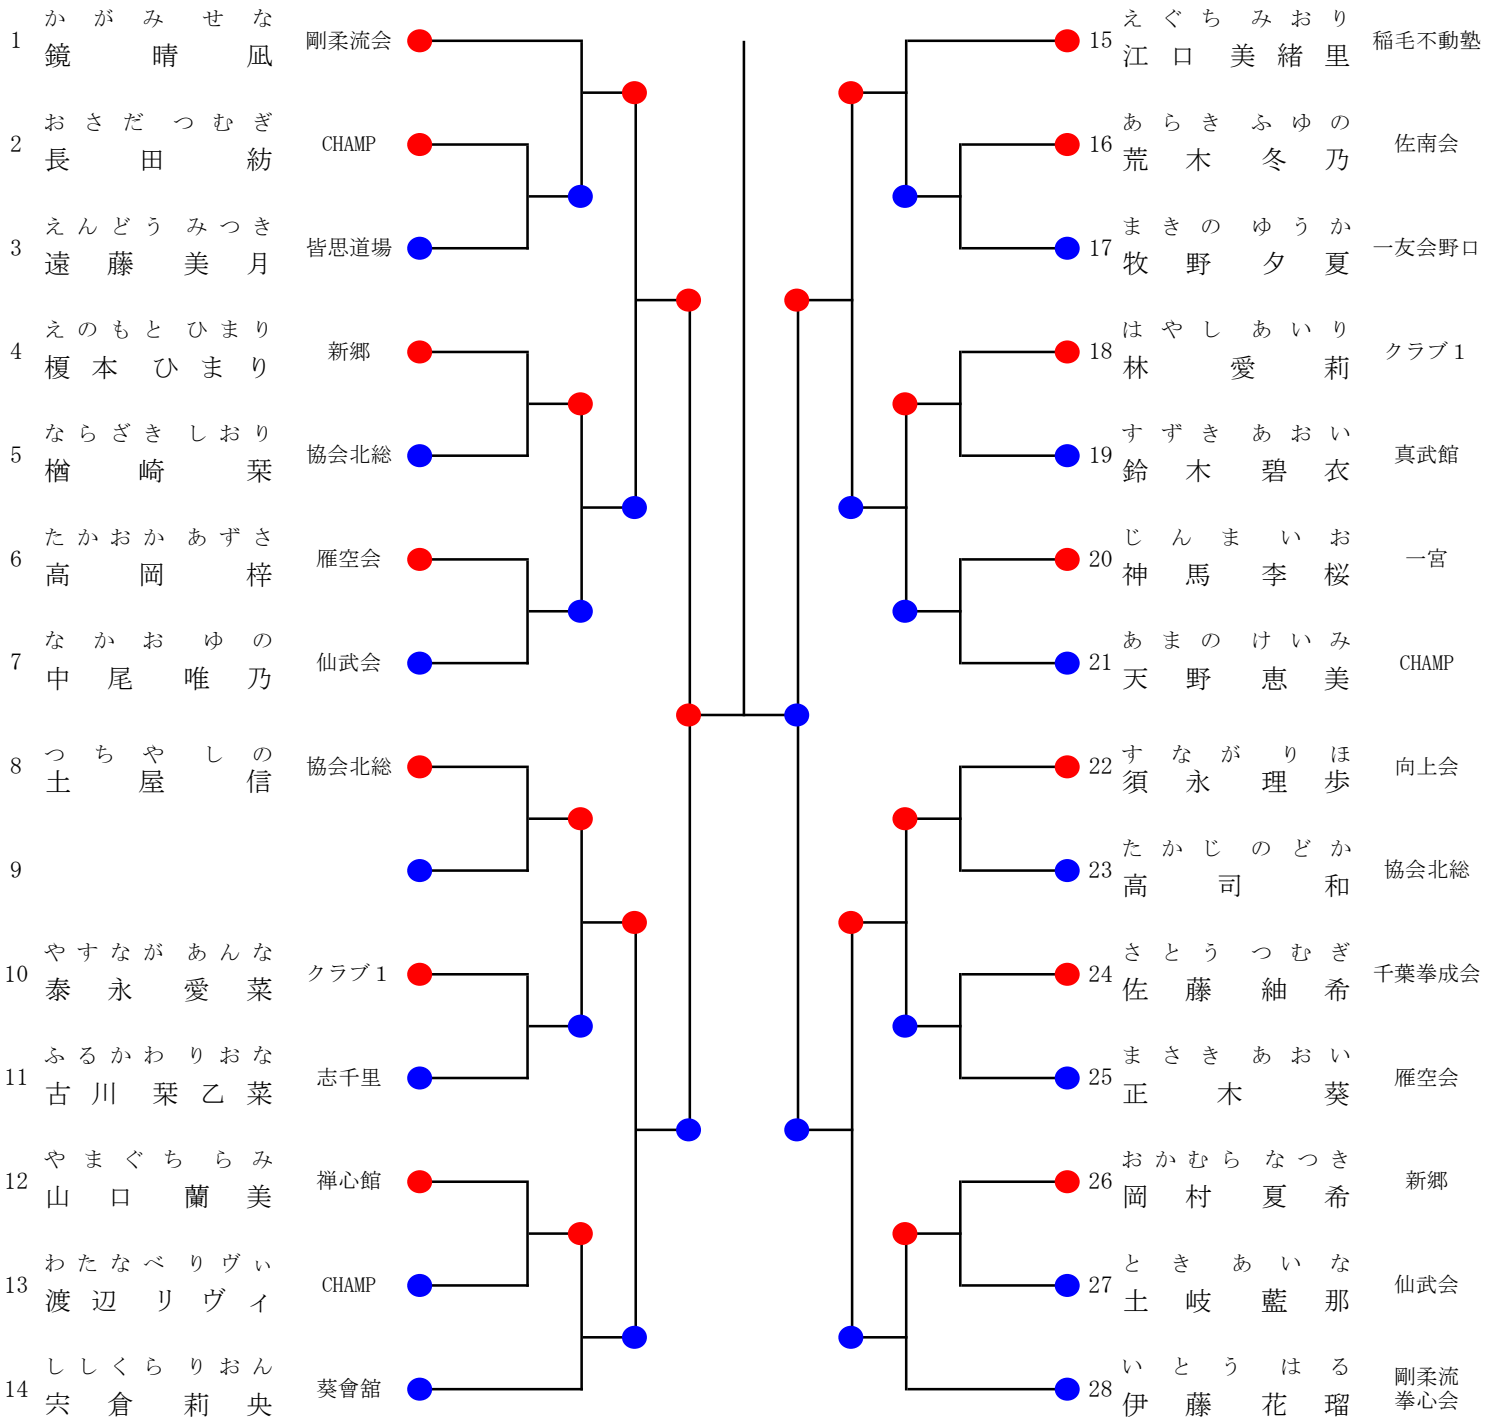 かがみ せな
1 鏡 晴凪 剛柔流会
おさだ つむぎ
2 長田 紡 CHAMP
えんどう みつき
3 遠藤 美月 皆思道場
えのもと ひまり
4 榎本 ひまり 新郷
ならざき しおり
5 楢崎 栞 協会北総
たかおか あずさ
6 高岡 梓 雁空会
なかお ゆの
7 中尾 唯乃 仙武会
つちや しの
8 土屋 信 協会北総
9
やすなが あんな
10 泰永 愛菜 クラブ1
ふるかわ りおな
11 古川 栞乙菜 志千里
やまぐち らみ
12 山口 蘭美 禅心館
わたなべ りヴぃ
13 渡辺 リヴィ CHAMP
ししくら りおん
14 宍倉 莉央 葵會舘
えぐち みおり
15 江口 美緒里 稲毛不動塾
あらき ふゆの
16 荒木 冬乃 佐南会
まきの ゆうか
17 牧野 夕夏 一友会野口
はやし あいり
18 林 愛莉 クラブ1
すずき あおい
19 鈴木 碧衣 真武館
じんま いお
20 神馬 李桜 一宮
あまの けいみ
21 天野 恵美 CHAMP
すなが りほ
22 須永 理歩 向上会
たかじ のどか
23 高司 和 協会北総
さとう つむぎ
24 佐藤 紬希 千葉拳成会
まさき あおい
25 正木 葵 雁空会
おかむら なつき
26 岡村 夏希 新郷
とき あいな
27 土岐 藍那 仙武会
いとう はる
28 伊藤 花瑠 剛柔流
拳心会